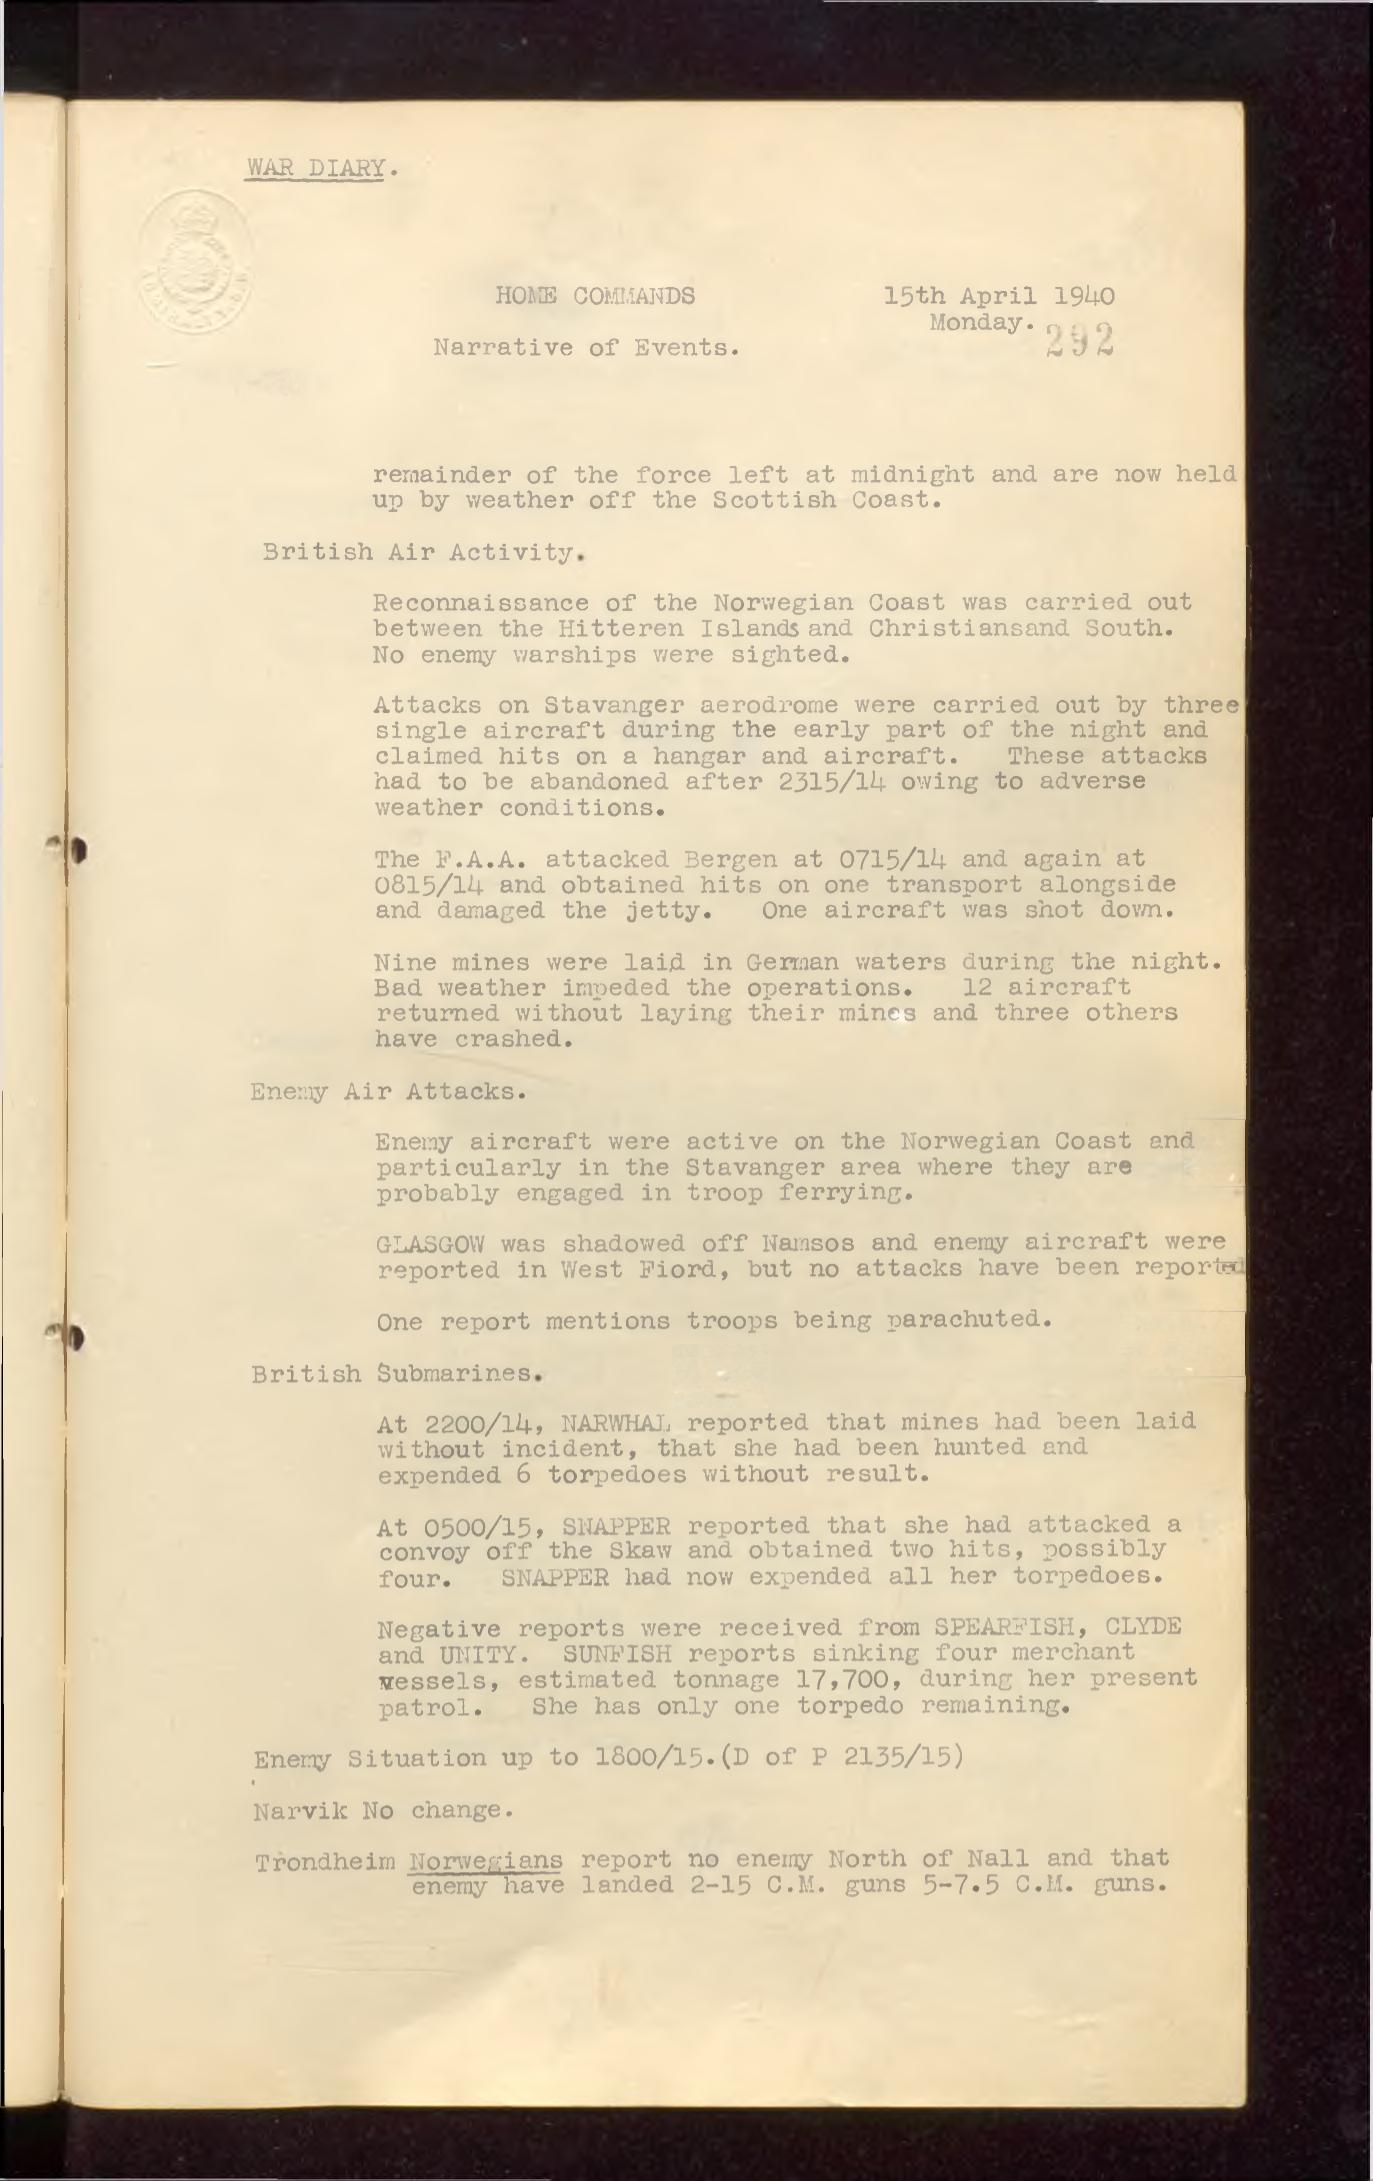 WAR DIARY.
HOME COMMANDS
15th April 1940
Monday.
292
Narrative of Events.
remainder of the force left at midnight and are now held
up by weather off the Scottish Coast.
British Air Activity.
Reconnaissance of the Norwegian Coast was carried out
between the Hitteren Islands and Christiansand South.
No enemy warships were sighted.
Attacks on Stavanger aerodrome were carried out by three
single aircraft during the early part of the night and
claimed hits on a hangar and aircraft. These attacks
had to be abandoned after 2315/14 owing to adverse
weather conditions.
The F.A.A. attacked Bergen at 0715/14 and again at
0815/14 and obtained hits on one transport alongside
and damaged the jetty. One aircraft was shot down.
Nine mines were laid in German waters during the night.
Bad weather impeded the operations. 12 aircraft
returned without laying their mines and three others
have crashed.
Enemy Air Attacks.
Enemy aircraft were active on the Norwegian Coast and
particularly in the Stavanger area where they are
probably engaged in troop ferrying.
GLASGOW was shadowed off Namsos and enemy aircraft were
reported in West Fiord, but no attacks have been reported
One report mentions troops being parachuted.
British Submarines.
At 2200/14, NARWHAL reported that mines had been laid
without incident, that she had been hunted and
expended 6 torpedoes without result.
At 0500/15, SNAPPER reported that she had attacked a
convoy off the Skaw and obtained two hits, possibly
four. SNAPPER had now expended all her torpedoes.
Negative reports were received from SPEARFISH, CLYDE
and UNITY. SUNFISH reports sinking four merchant
vessels, estimated tonnage 17,700, during her present
patrol. She has only one torpedo remaining.
Enemy Situation up to 1800/15.(D of P 2135/15)
Narvik No change.
Trondheim Norwegians report no enemy North of Nall and that
enemy have landed 2-15 C.M. guns 5-7.5 C.M. guns.